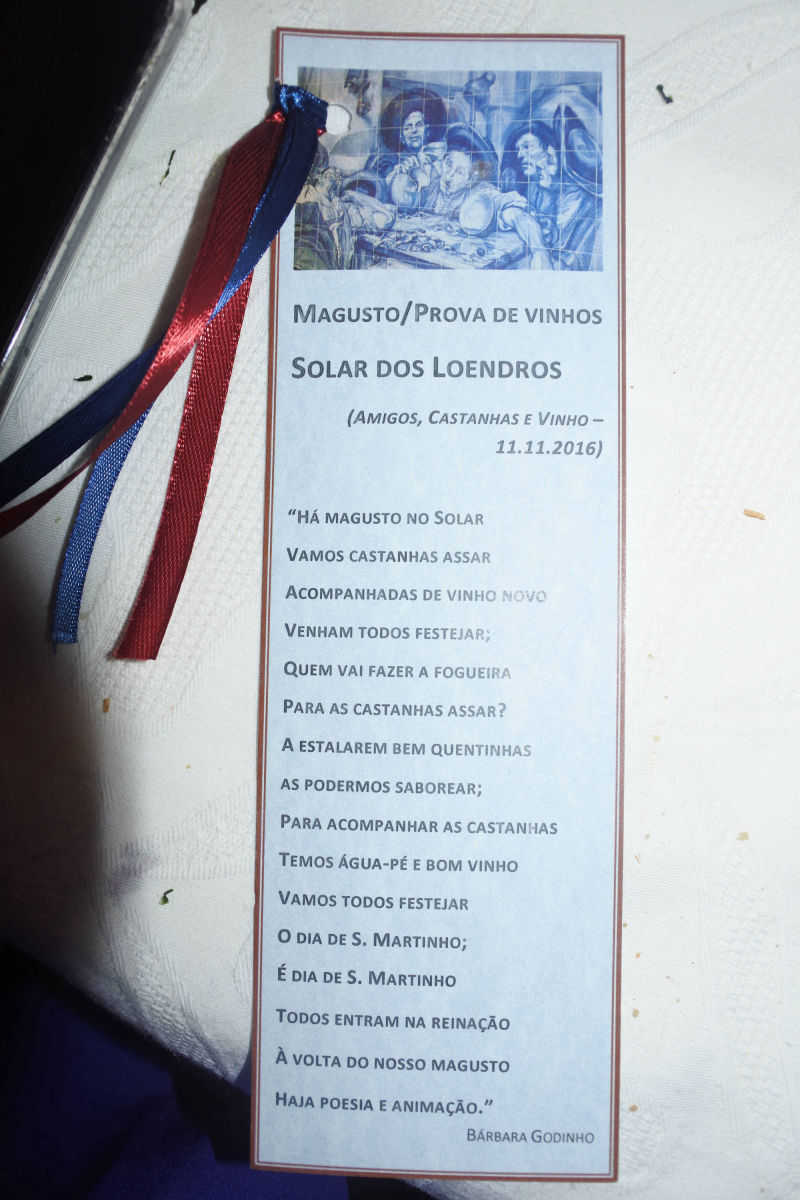 MAGUSTO/PROVA DE VINHOS
SOLAR DOS LOENDROS
(AMIGOS, CASTANHAS E VINHO –
11.11.2016)
“HÁ MAGUSTO NO SOLAR
VAMOS CASTANHAS ASSAR
ACOMPANHADAS DE VINHO NOVO
VENHAM TODOS FESTEJAR;
QUEM VAI FAZER A FOGUEIRA
PARA AS CASTANHAS ASSAR?
A ESTALAREM BEM QUENTINHAS
AS PODERMOS SABOREAR;
PARA ACOMPANHAR AS CASTANHAS
TEMOS ÁGUA-PÉ E BOM VINHO
VAMOS TODOS FESTEJAR
O DIA DE S. MARTINHO;
É DIA DE S. MARTINHO
TODOS ENTRAM NA REINAÇÃO
À VOLTA DO NOSSO MAGUSTO
HAJA POESIA E ANIMAÇÃO.”
BÁRBARA GODINHO